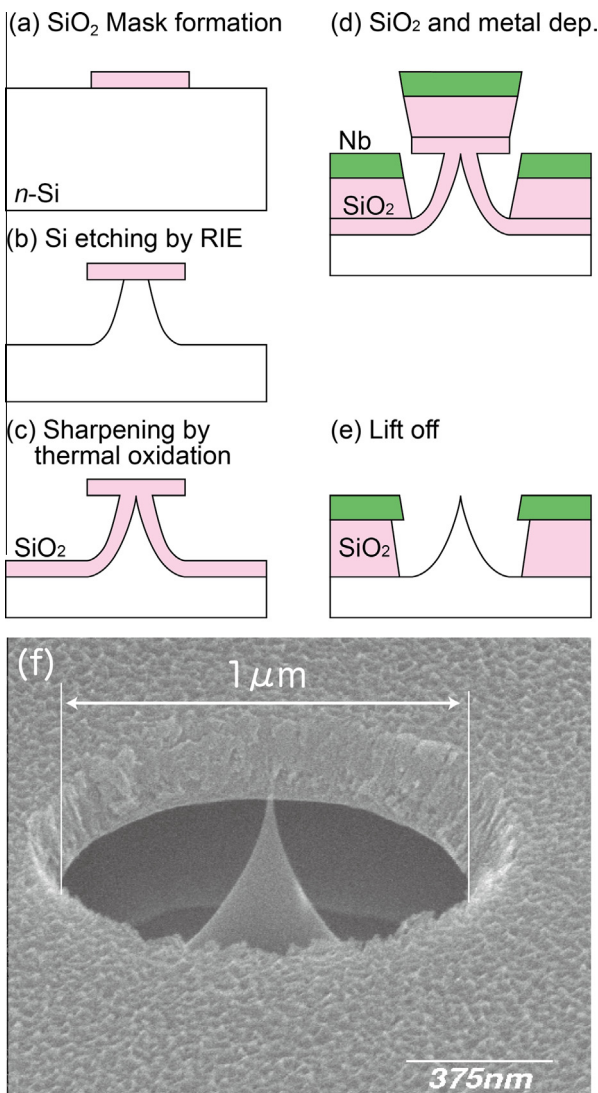 (a) SiO2 Mask formation
n-Si
(b) Si etching by RIE
(c) Sharpening by
thermal oxidation
SiO2
(d) SiO2 and metal dep.
Nb
SiO2
(e) Lift off
SiO2
(f)
1μm
375nm